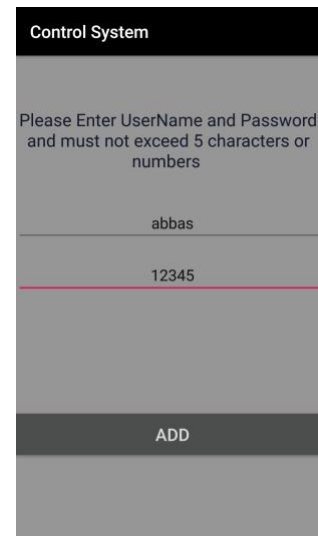 Control System
Please Enter UserName and Password
and must not exceed 5 characters or
numbers
abbas
12345
ADD